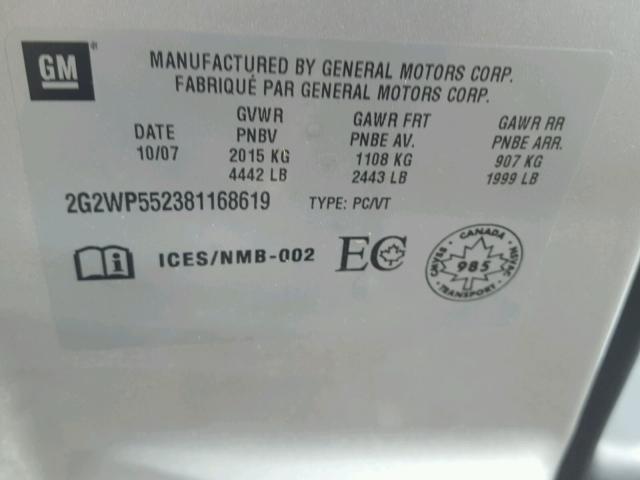 GM
MANUFACTURED BY GENERAL MOTORS CORP.
FABRIQUÉ PAR GENERAL MOTORS CORP.
DATE
10/07
GVWR
PNBV
2015 KG
4442 LB
GAWR FRT
PNBE AV.
1108 KG
2443 LB
GAWR RR
PNBE ARR.
907 KG
1999 LB
2G2WP552381168619 TYPE: PC/VT
i ICES/NMB-002 EC
CANADA
CMVSS 985 NSVAC
TRANSPORT